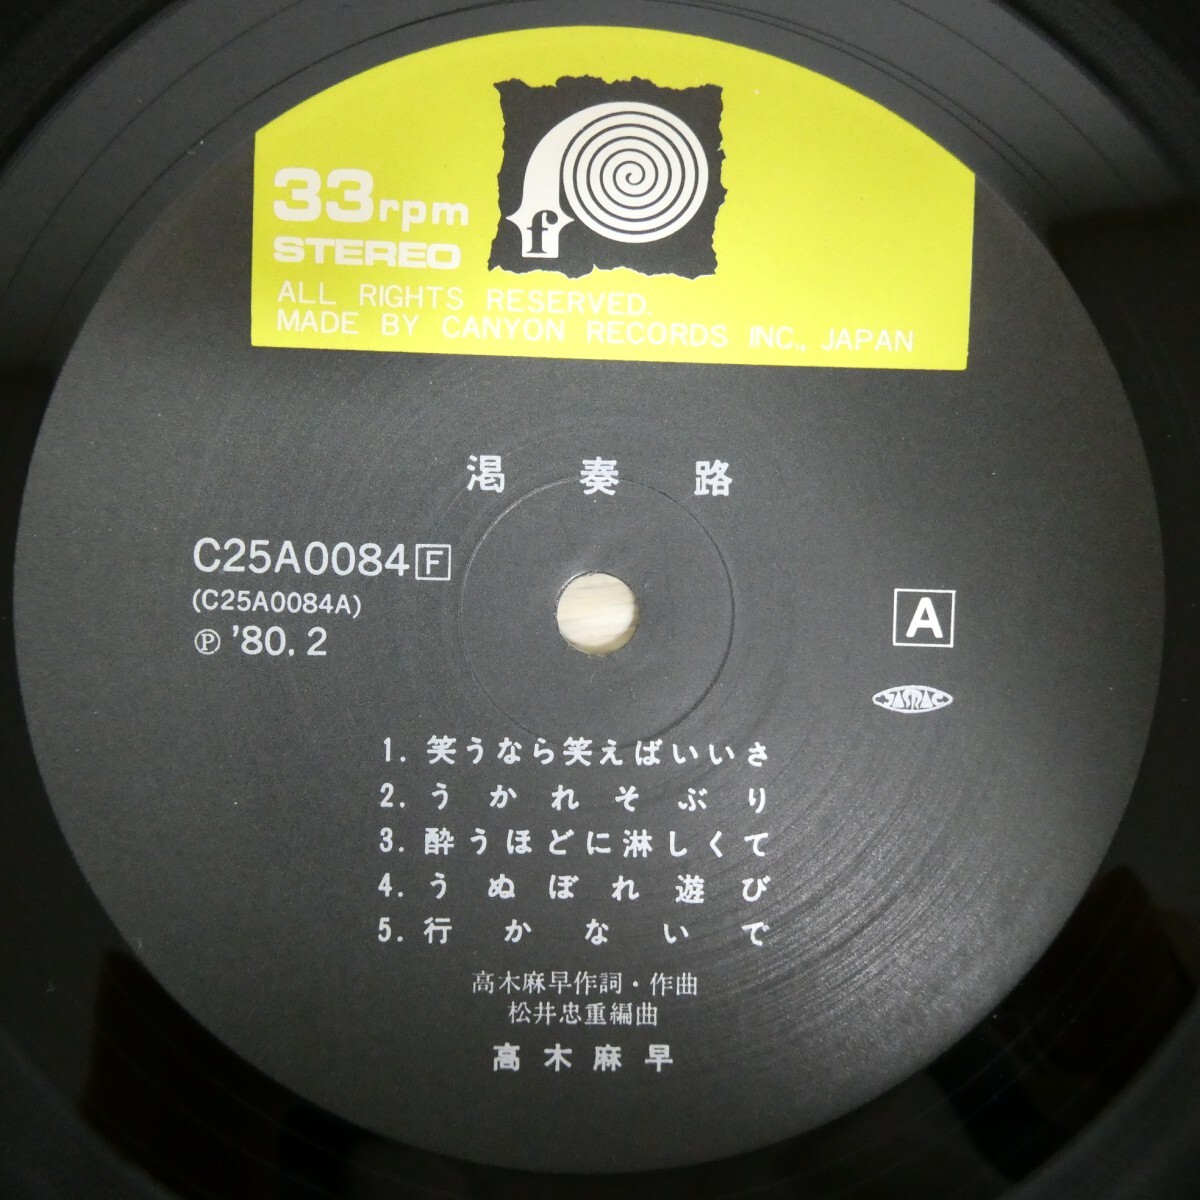 f
33rpm
STEREO
ALL RIGHTS RESERVED.
MADE BY CANYON RECORDS INC., JAPAN
渇奏路
C25A0084 F
(C25A0084A)
Ⓟ '80.2
A
1. 笑うなら笑えばいいさ
2. うかれそぶり
3. 酔うほどに淋しくて
4. うぬぼれ遊び
5. 行かないで
高木麻早作詞・作曲
松井忠重編曲
高木麻早